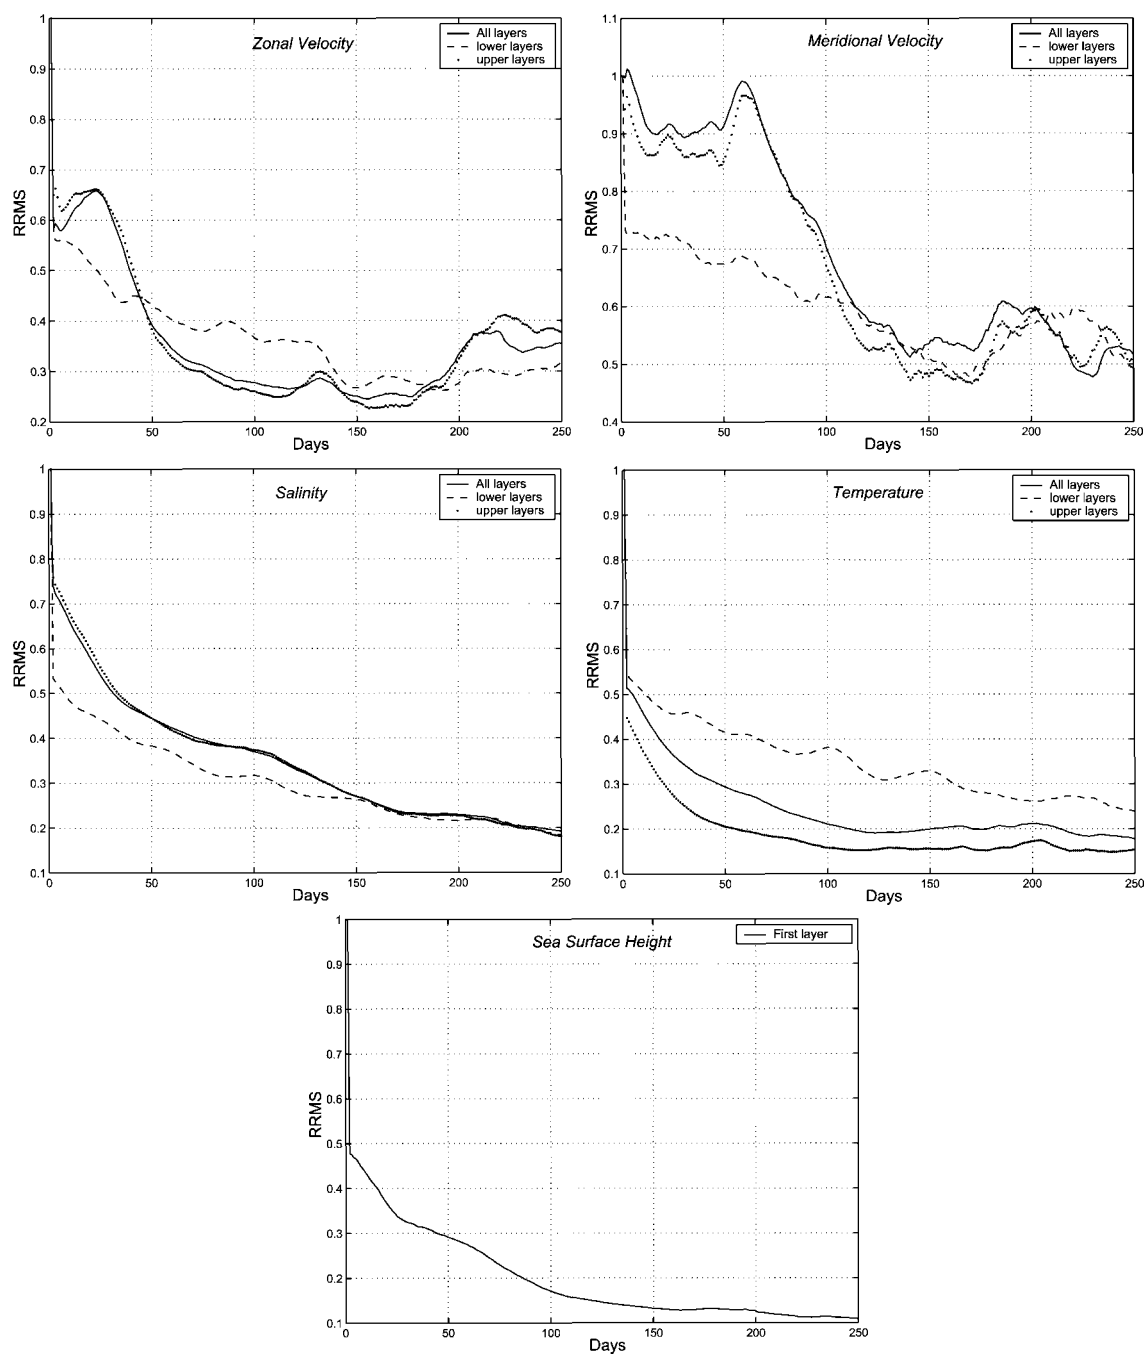 Zonal Velocity
All layers
lower layers
upper layers
1
0.9
0.8
0.7
0.6
0.5
0.4
0.3
0.2
RRMS
0 50 100 150 200 250
Days
Meridional Velocity
All layers
lower layers
upper layers
1.1
1
0.9
0.8
0.7
0.6
0.5
0.4
RRMS
0 50 100 150 200 250
Days
Salinity
All layers
lower layers
upper layers
1
0.9
0.8
0.7
0.6
0.5
0.4
0.3
0.2
0.1
RRMS
0 50 100 150 200 250
Days
Temperature
All layers
lower layers
upper layers
1
0.9
0.8
0.7
0.6
0.5
0.4
0.3
0.2
0.1
RRMS
0 50 100 150 200 250
Days
Sea Surface Height
First layer
1
0.9
0.8
0.7
0.6
0.5
0.4
0.3
0.2
0.1
RRMS
0 50 100 150 200 250
Days